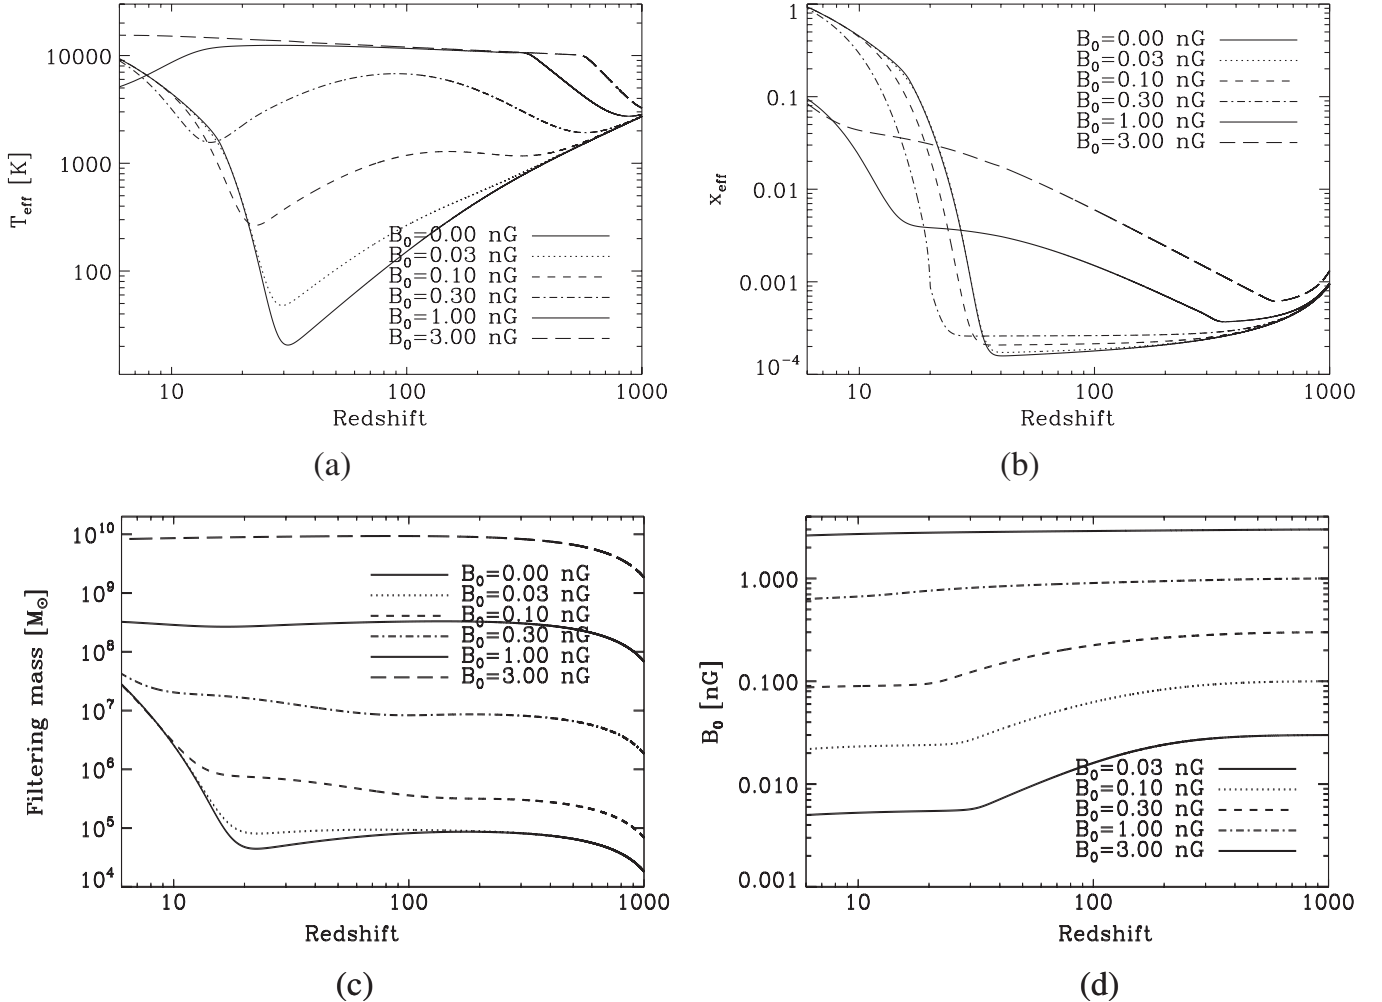 10000
1000
100
T_eff [K]
B_0=0.00 nG
B_0=0.03 nG
B_0=0.10 nG
B_0=0.30 nG
B_0=1.00 nG
B_0=3.00 nG
10 100 1000
Redshift
(a)
1
0.1
0.01
0.001
10^-4
x_eff
B_0=0.00 nG
B_0=0.03 nG
B_0=0.10 nG
B_0=0.30 nG
B_0=1.00 nG
B_0=3.00 nG
10 100 1000
Redshift
(b)
10^10
10^9
10^8
10^7
10^6
10^5
10^4
Filtering mass [M_⊙]
B_0=0.00 nG
B_0=0.03 nG
B_0=0.10 nG
B_0=0.30 nG
B_0=1.00 nG
B_0=3.00 nG
10 100 1000
Redshift
(c)
1.000
0.100
0.010
0.001
B_0 [nG]
B_0=0.03 nG
B_0=0.10 nG
B_0=0.30 nG
B_0=1.00 nG
B_0=3.00 nG
10 100 1000
Redshift
(d)